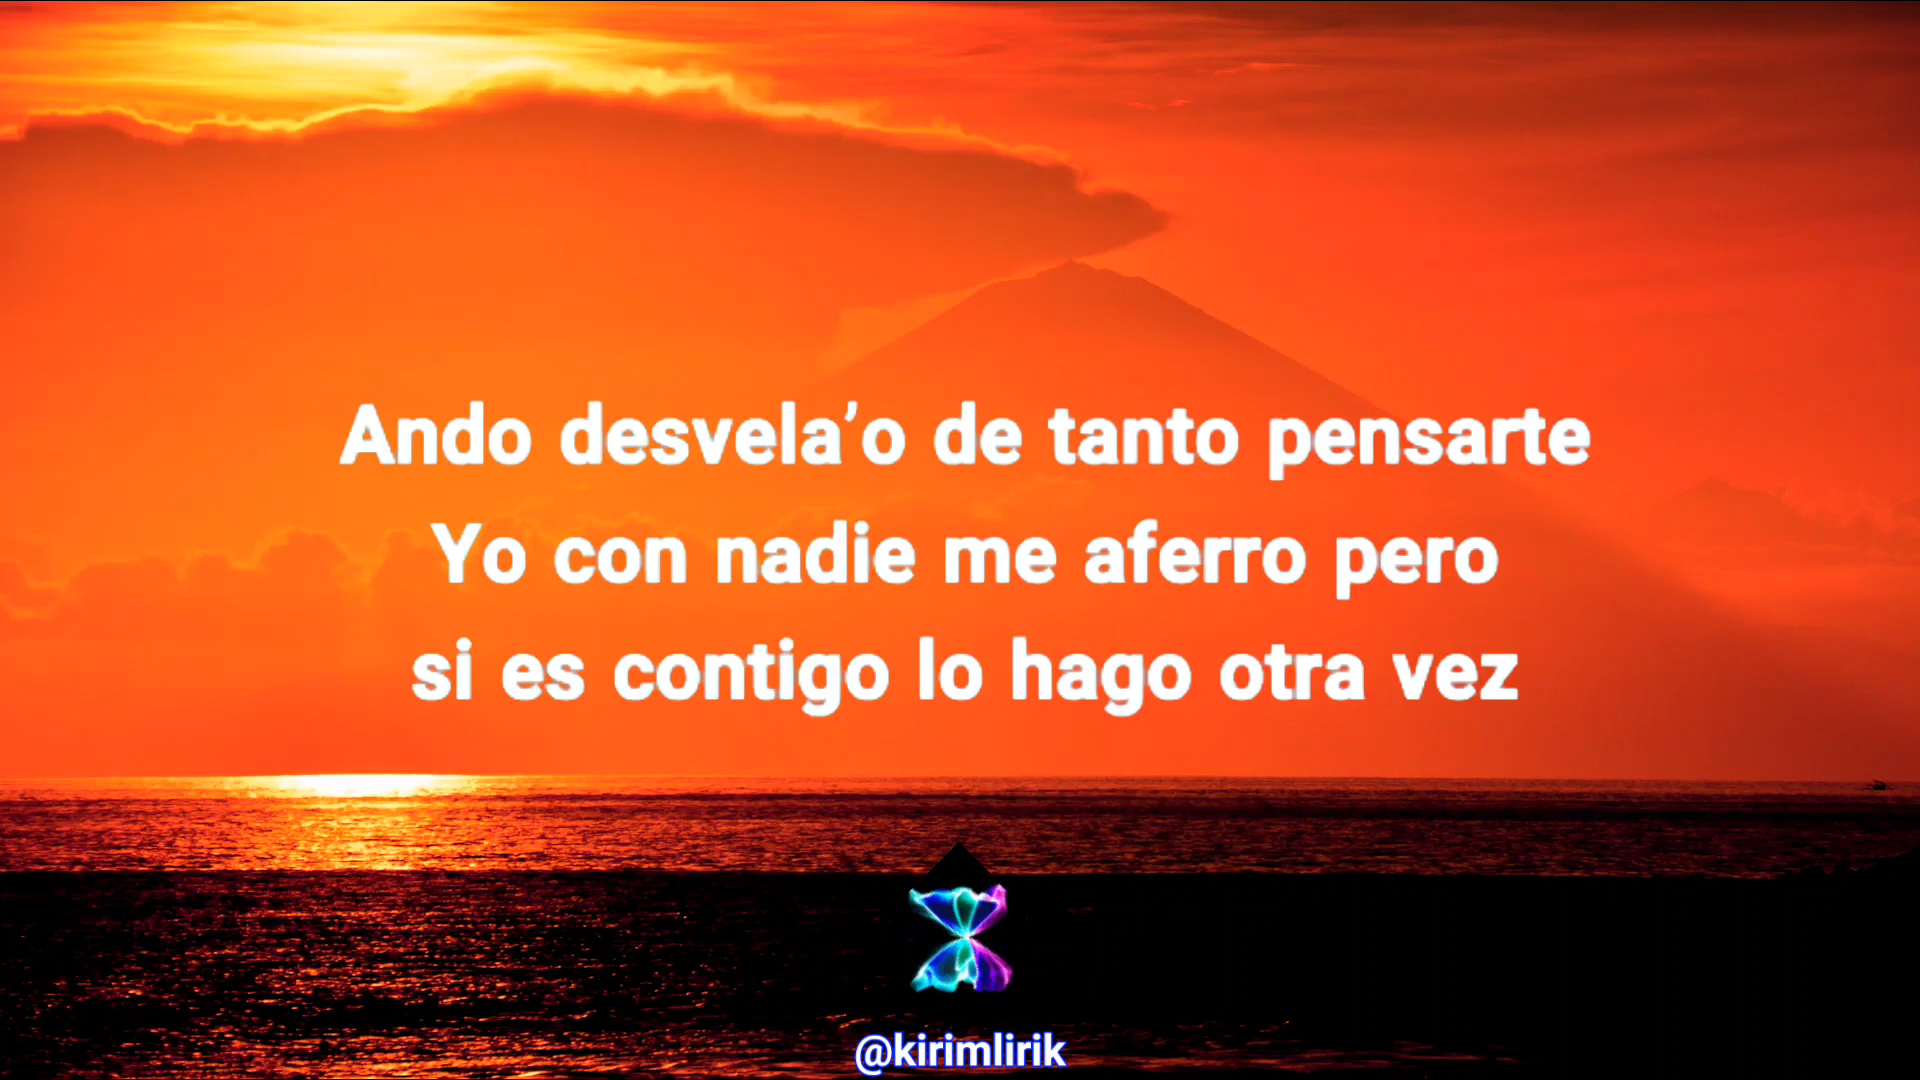 Ando desvela’o de tanto pensarte
Yo con nadie me aferro pero
si es contigo lo hago otra vez
@kirimlirik